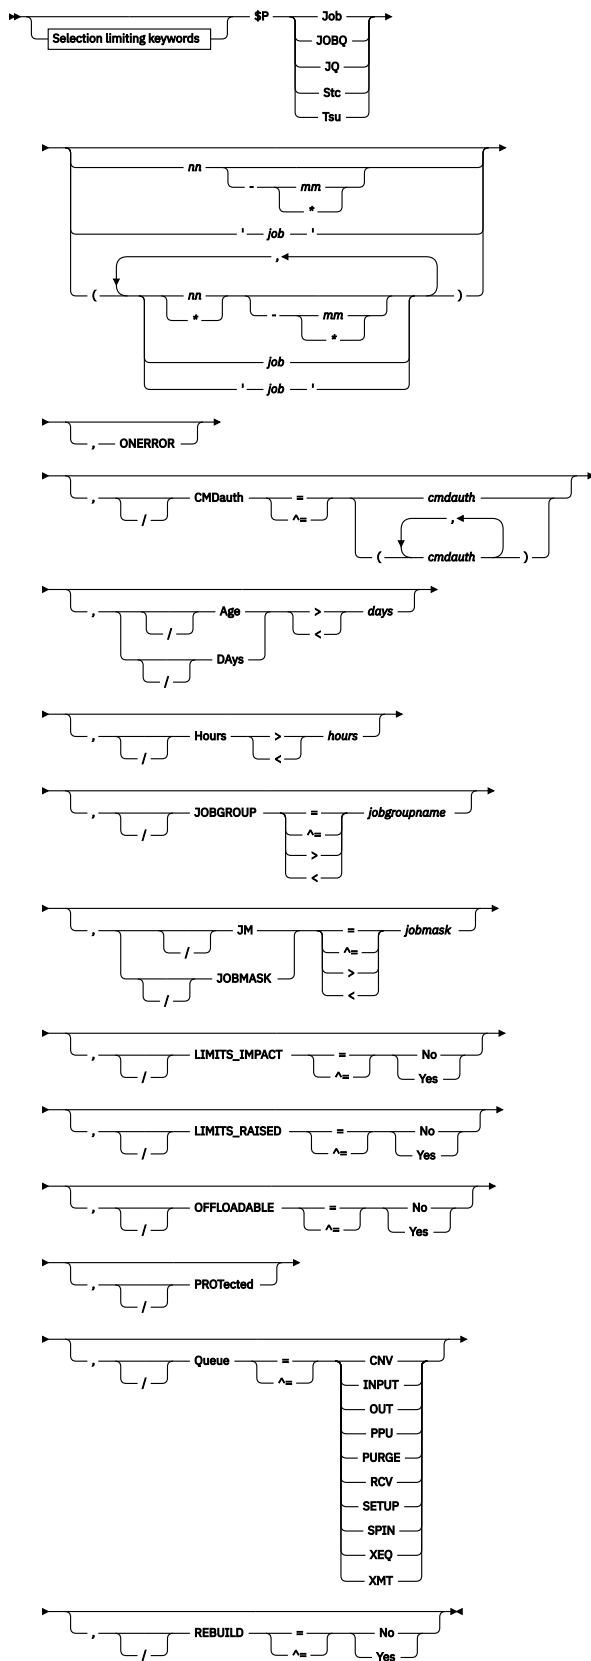 $P Job
Selection limiting keywords JOBQ
JQ
Stc
Tsu
nn
- mm
*
' job '
,
( nn - mm )
* *
job
' job '
, ONERROR
, / CMDauth = cmdauth
^= ,
( cmdauth )
, / Age > days
<
/ DAys
, / Hours > hours
<
, / JOBGROUP = jobgroupname
^=
>
<
, / JM = jobmask
^=
/ JOBMASK >
<
, / LIMITS_IMPACT = No
^= Yes
, / LIMITS_RAISED = No
^= Yes
, / OFFLOADABLE = No
^= Yes
, / PROTected
, / Queue = CNV
^= INPUT
OUT
PPU
PURGE
RCV
SETUP
SPIN
XEQ
XMT
, / REBUILD = No
^= Yes